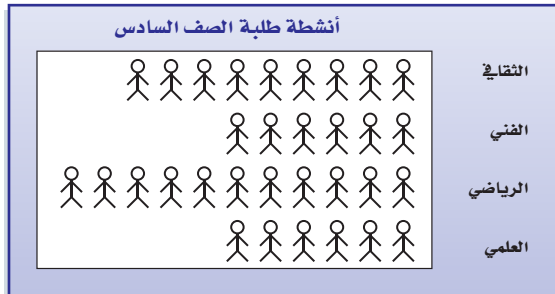 أنشطة طلبة الصف السادس
الثقافي
الفني
الرياضي
العلمي